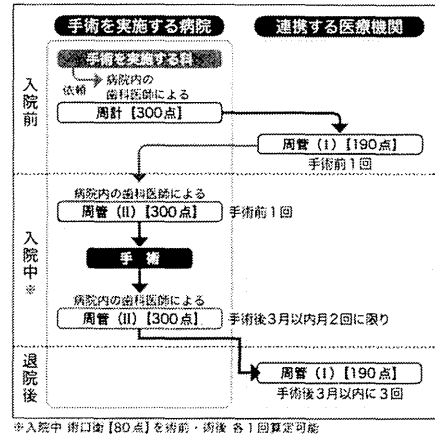 手術を実施する病院
連携する医療機関
入院前
手術を実施する科
依頼
病院内の
歯科医師による
周計【300点】
周管（I）【190点】
手術前1回
入院中※
病院内の歯科医師による
周管（II）【300点】
手術前1回
手術
病院内の歯科医師による
周管（II）【300点】
手術後3月以内月2回に限り
退院後
周管（I）【190点】
手術後3月以内に3回
※入院中 術口衛【80点】を術前・術後 各1回算定可能